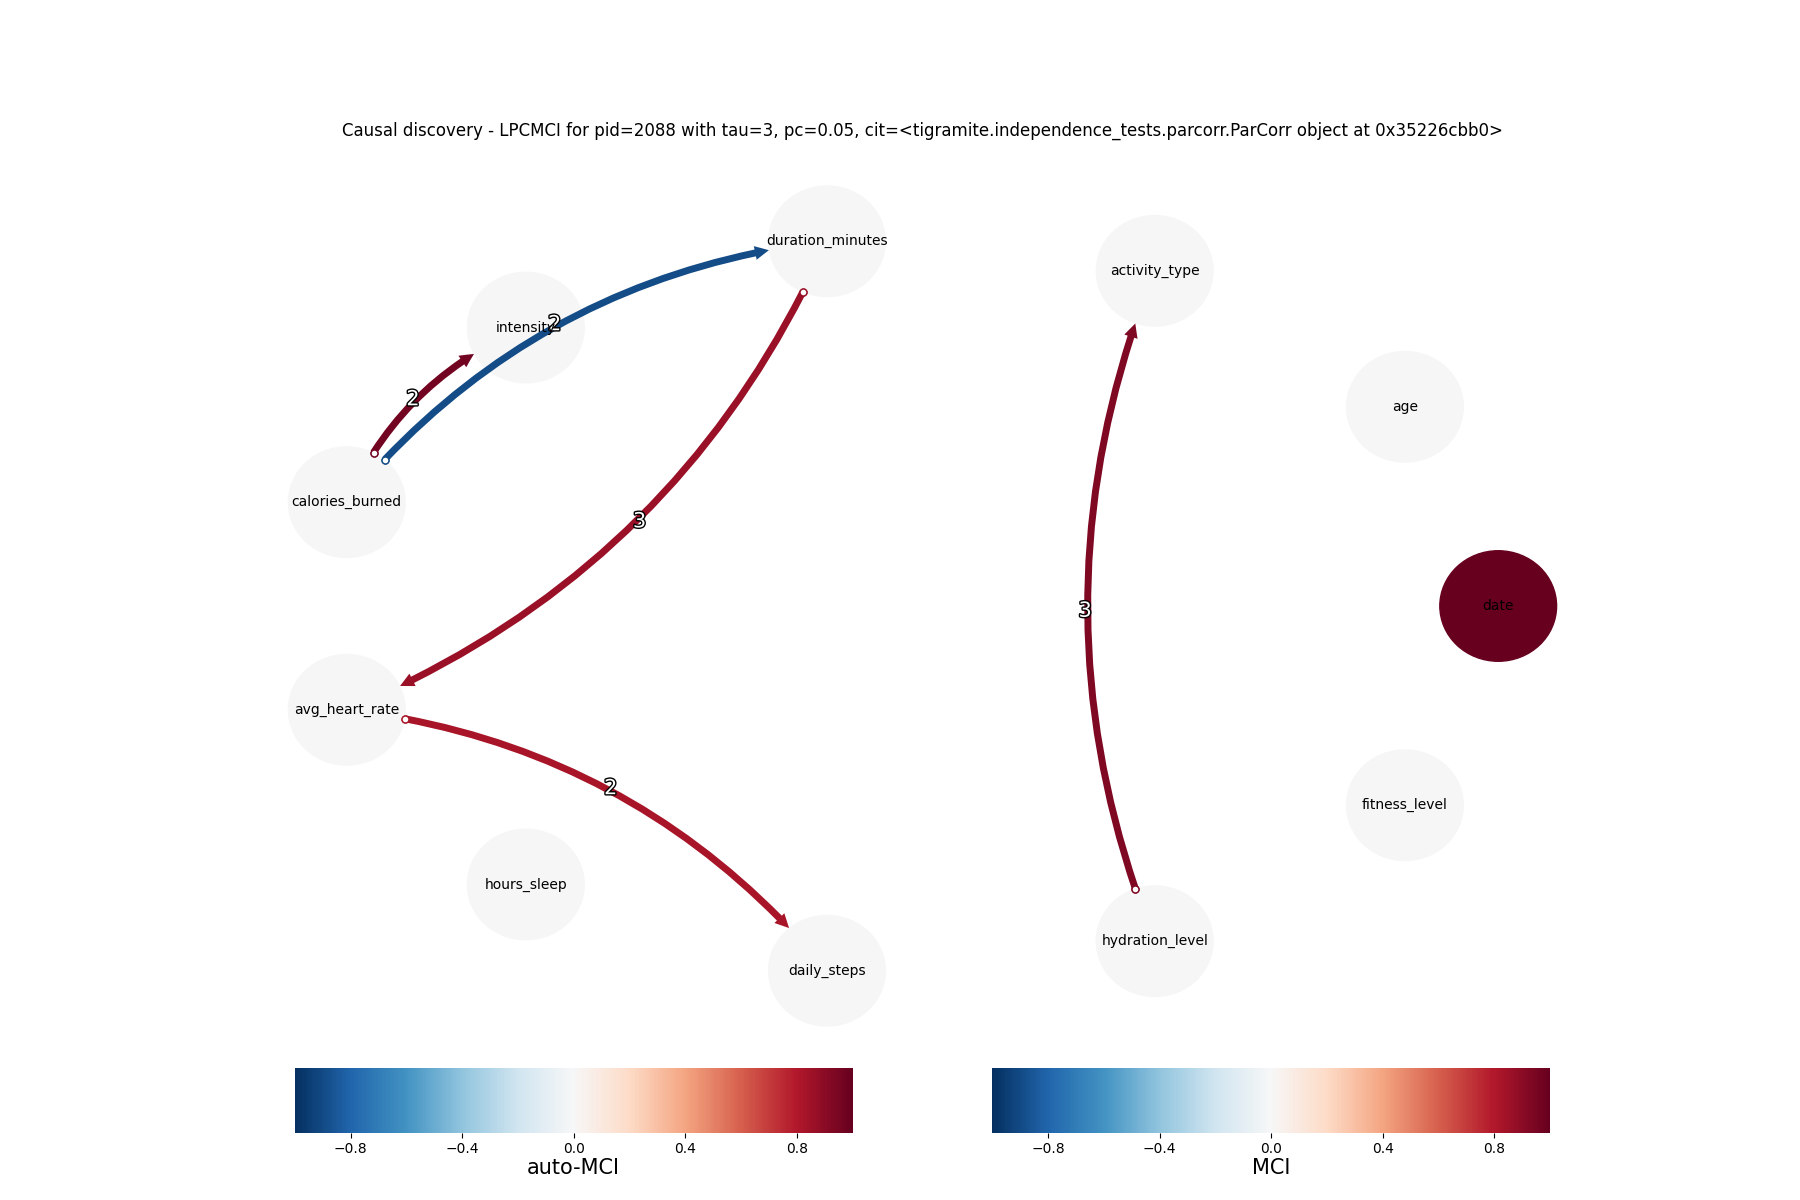 Causal discovery - LPCMCI for pid=2088 with tau=3, pc=0.05, cit=<tigramite.independence_tests.parcorr.ParCorr object at 0x35226cbb0>
duration_minutes
activity_type
intensity
2
2
age
calories_burned
3
date
3
avg_heart_rate
2
fitness_level
hours_sleep
hydration_level
daily_steps
−0.8 −0.4 0.0 0.4 0.8
auto-MCI
−0.8 −0.4 0.0 0.4 0.8
MCI